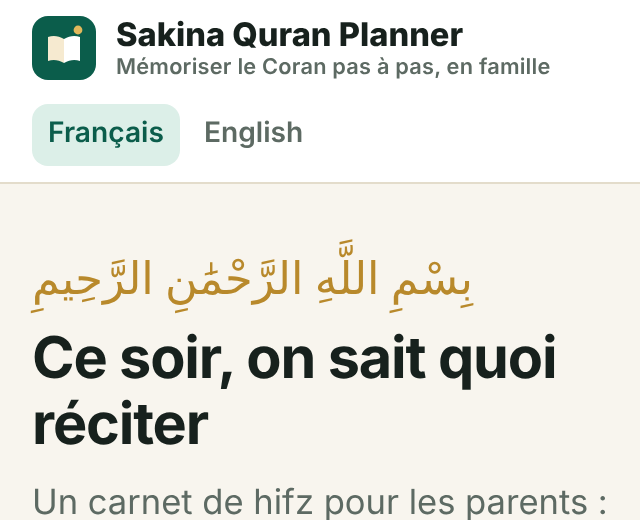 Sakina Quran Planner
Mémoriser le Coran pas à pas, en famille
Français English
بِسْمِ اللَّهِ الرَّحْمَٰنِ الرَّحِيمِ
Ce soir, on sait quoi
réciter
Un carnet de hifz pour les parents :